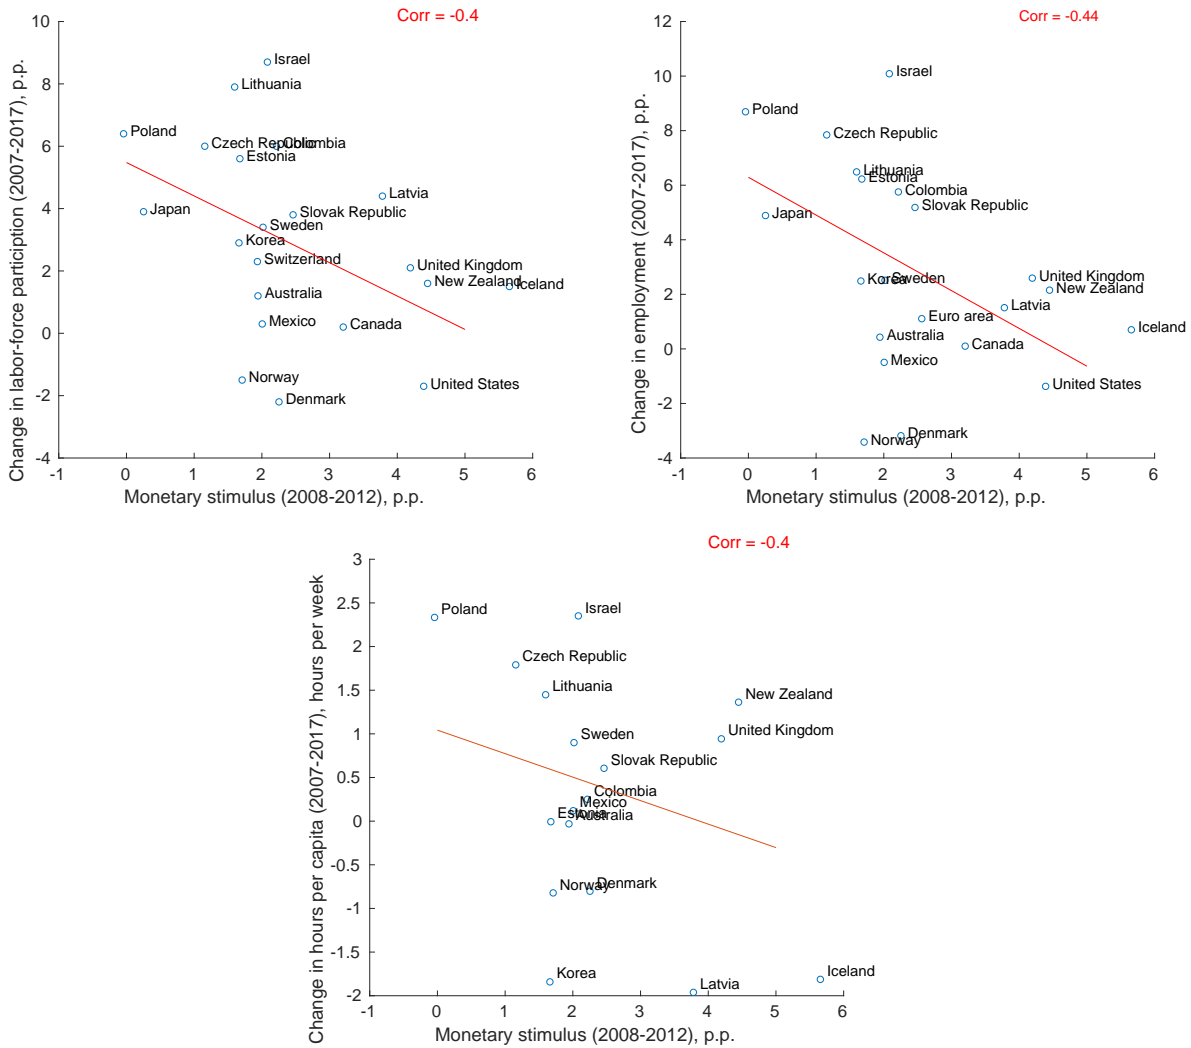 Corr = -0.4
10
8
6
4
2
0
-2
-4
Change in labor-force participtION (2007-2017), p.p.
Israel
Lithuania
Poland
Czech Republic
Colombia
Estonia
Latvia
Japan
Slovak Republic
Sweden
Korea
Switzerland
United Kingdom
New Zealand
Iceland
Australia
Mexico
Canada
Norway
United States
Denmark
-1 0 1 2 3 4 5 6
Monetary stimulus (2008-2012), p.p.
Corr = -0.44
12
10
8
6
4
2
0
-2
-4
Change in employment (2007-2017), p.p.
Israel
Poland
Czech Republic
Lithuania
Estonia
Colombia
Slovak Republic
Japan
Korea
Sweden
United Kingdom
New Zealand
Latvia
Euro area
Iceland
Australia
Canada
Mexico
United States
Denmark
Norway
-1 0 1 2 3 4 5 6
Monetary stimulus (2008-2012), p.p.
Corr = -0.4
3
2.5
2
1.5
1
0.5
0
-0.5
-1
-1.5
-2
Change in hours per capita (2007-2017), hours per week
Poland
Israel
Czech Republic
Lithuania
New Zealand
Sweden
United Kingdom
Slovak Republic
Colombia
Mexico
Estonia
Australia
Norway
Denmark
Korea
Iceland
Latvia
-1 0 1 2 3 4 5 6
Monetary stimulus (2008-2012), p.p.